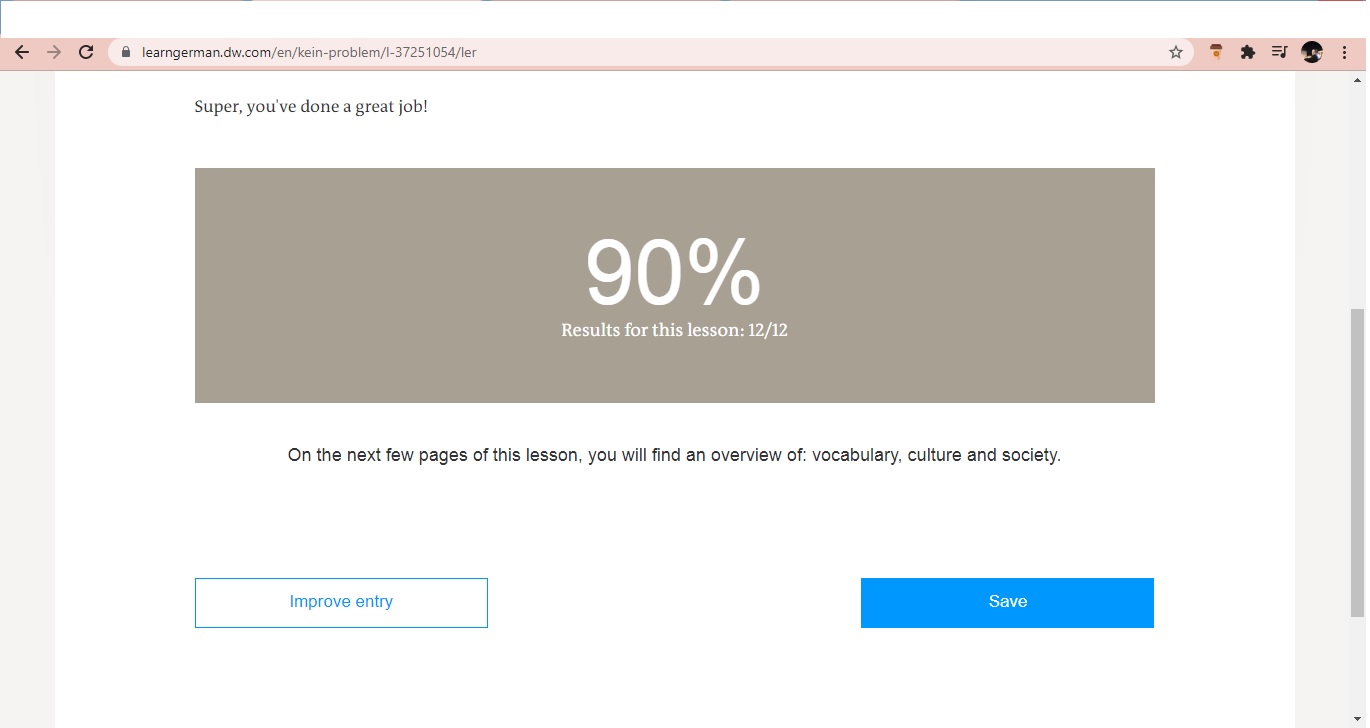 learngerman.dw.com/en/kein-problem/l-37251054/ler
Super, you've done a great job!
90%
Results for this lesson: 12/12
On the next few pages of this lesson, you will find an overview of: vocabulary, culture and society.
Improve entry
Save